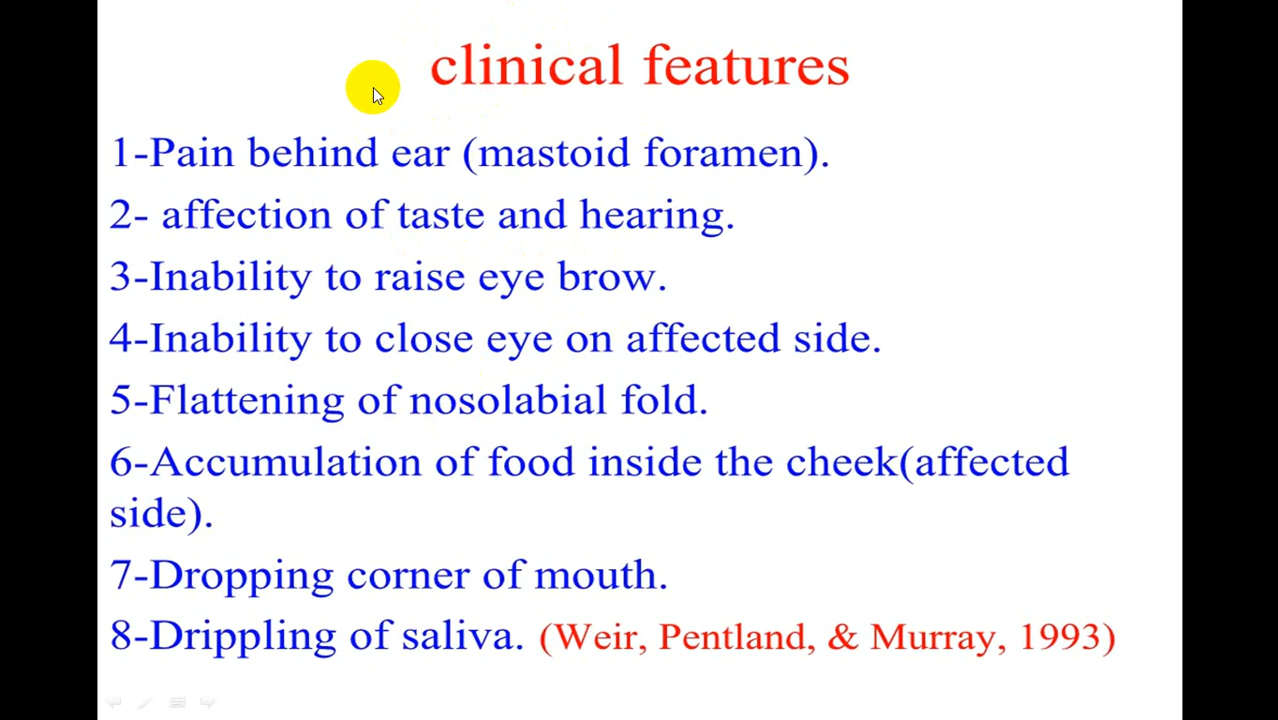 clinical features
1-Pain behind ear (mastoid foramen).
2- affection of taste and hearing.
3-Inability to raise eye brow.
4-Inability to close eye on affected side.
5-Flattening of nosolabial fold.
6-Accumulation of food inside the cheek(affected
side).
7-Dropping corner of mouth.
8-Drippling of saliva. (Weir, Pentland, & Murray, 1993)